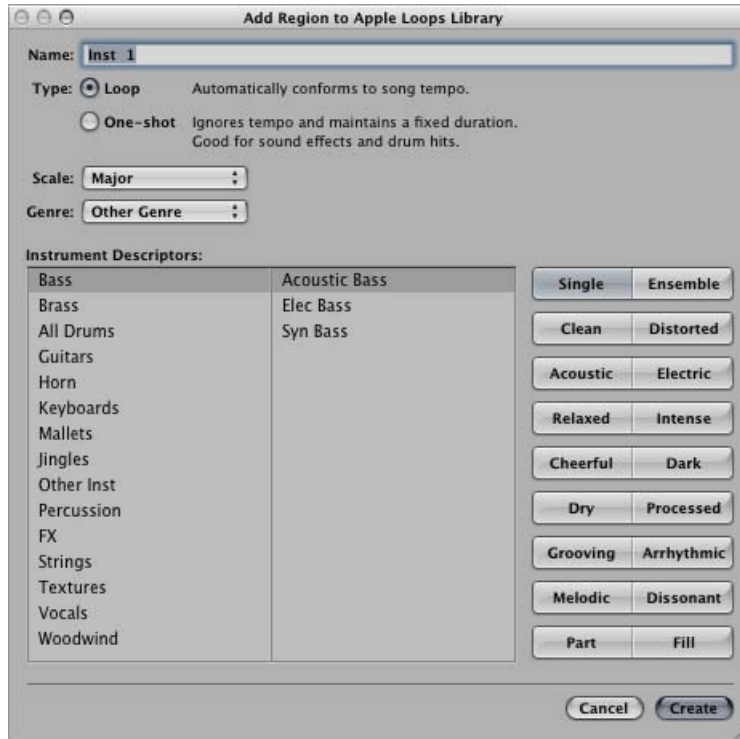 Add Region to Apple Loops Library
Name: Inst 1
Type: Loop Automatically conforms to song tempo.
One-shot Ignores tempo and maintains a fixed duration.
Good for sound effects and drum hits.
Scale: Major
Genre: Other Genre
Instrument Descriptors:
Bass Acoustic Bass Single Ensemble
Brass Elec Bass
All Drums Syn Bass Clean Distorted
Guitars
Horn Acoustic Electric
Keyboards
Mallets Relaxed Intense
Jingles Cheerful Dark
Other Inst
Percussion Dry Processed
FX
Strings Grooving Arrhythmic
Textures Melodic Dissonant
Vocals
Woodwind Part Fill
Cancel Create